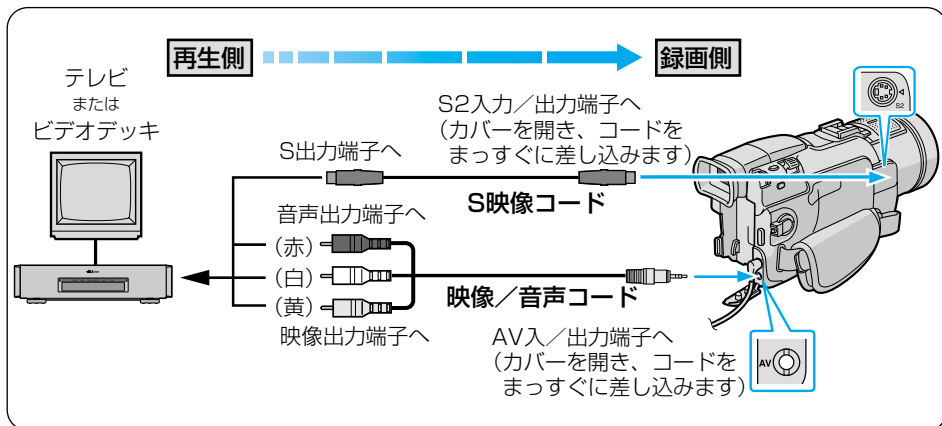 再生側
録画側
テレビ
または
ビデオデッキ
S2入力／出力端子へ
（カバーを開き、コードを
まっすぐに差し込みます）
S2
S出力端子へ
S映像コード
音声出力端子へ
（赤）
（白）
（黄）
映像出力端子へ
映像／音声コード
AV入／出力端子へ
（カバーを開き、コードを
まっすぐに差し込みます）
AV